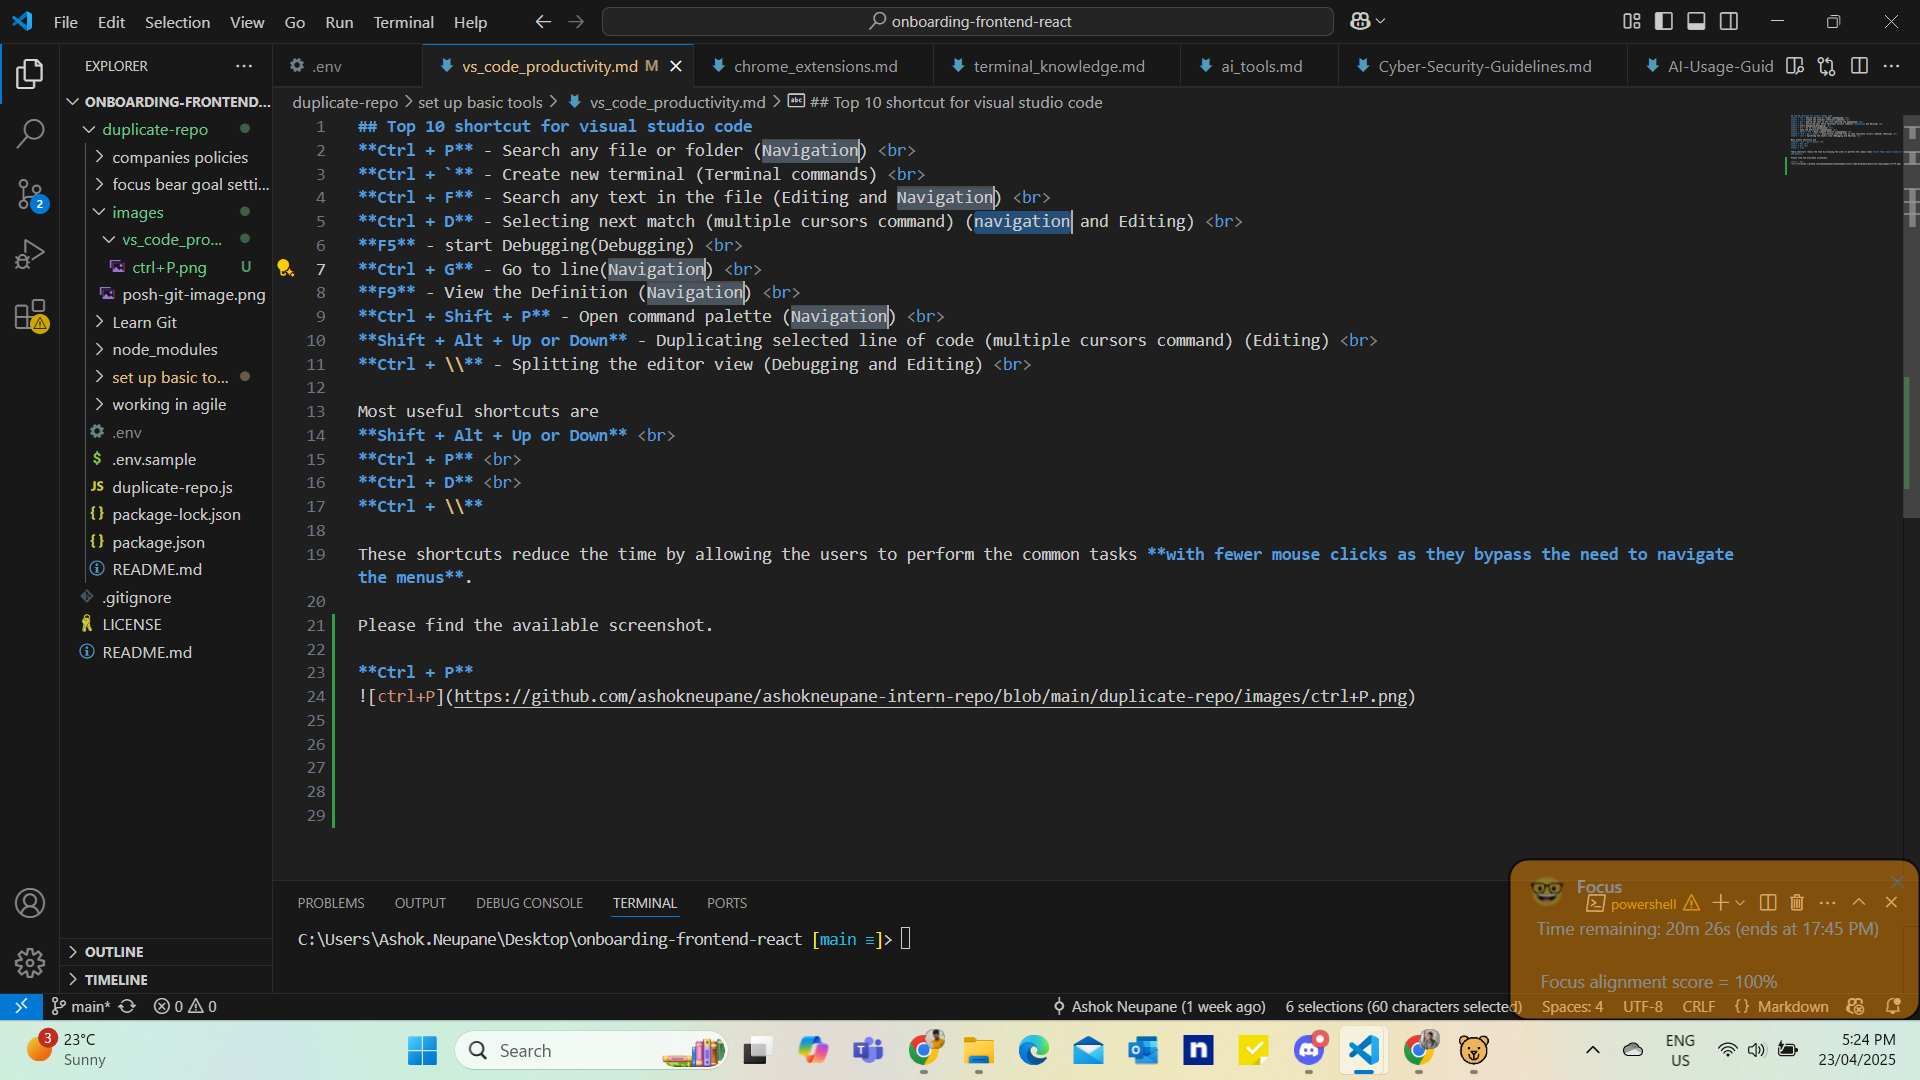 File Edit Selection View Go Run Terminal Help
onboarding-frontend-react
EXPLORER
.env
vs_code_productivity.md M
chrome_extensions.md
terminal_knowledge.md
ai_tools.md
Cyber-Security-Guidelines.md
AI-Usage-Guid
duplicate-repo > set up basic tools > vs_code_productivity.md > ## Top 10 shortcut for visual studio code
ONBOARDING-FRONTEND...
duplicate-repo
companies policies
focus bear goal setti...
images
vs_code_pro...
ctrl+P.png U
posh-git-image.png
Learn Git
node_modules
set up basic to...
working in agile
.env
$ .env.sample
JS duplicate-repo.js
{} package-lock.json
{} package.json
README.md
.gitignore
LICENSE
README.md
OUTLINE
TIMELINE
2
1 ## Top 10 shortcut for visual studio code
2 **Ctrl + P** - Search any file or folder (Navigation) <br>
3 **Ctrl + `** - Create new terminal (Terminal commands) <br>
4 **Ctrl + F** - Search any text in the file (Editing and Navigation) <br>
5 **Ctrl + D** - Selecting next match (multiple cursors command) (navigation and Editing) <br>
6 **F5** - start Debugging(Debugging) <br>
7 **Ctrl + G** - Go to line(Navigation) <br>
8 **F9** - View the Definition (Navigation) <br>
9 **Ctrl + Shift + P** - Open command palette (Navigation) <br>
10 **Shift + Alt + Up or Down** - Duplicating selected line of code (multiple cursors command) (Editing) <br>
11 **Ctrl + \\** - Splitting the editor view (Debugging and Editing) <br>
12
13 Most useful shortcuts are
14 **Shift + Alt + Up or Down** <br>
15 **Ctrl + P** <br>
16 **Ctrl + D** <br>
17 **Ctrl + \\**
18
19 These shortcuts reduce the time by allowing the users to perform the common tasks **with fewer mouse clicks as they bypass the need to navigate
the menus**.
20
21 Please find the available screenshot.
22
23 **Ctrl + P**
24 ![ctrl+P](https://github.com/ashokneupane/ashokneupane-intern-repo/blob/main/duplicate-repo/images/ctrl+P.png)
25
26
27
28
29
PROBLEMS OUTPUT DEBUG CONSOLE TERMINAL PORTS
C:\Users\Ashok.Neupane\Desktop\onboarding-frontend-react [main ≡]>
Focus
powershell
Time remaining: 20m 26s (ends at 17:45 PM)
Focus alignment score = 100%
main* 0 0
Ashok Neupane (1 week ago) 6 selections (60 characters selected) Spaces: 4 UTF-8 CRLF {} Markdown
3
23°C
Sunny
Search
ENG
US
5:24 PM
23/04/2025